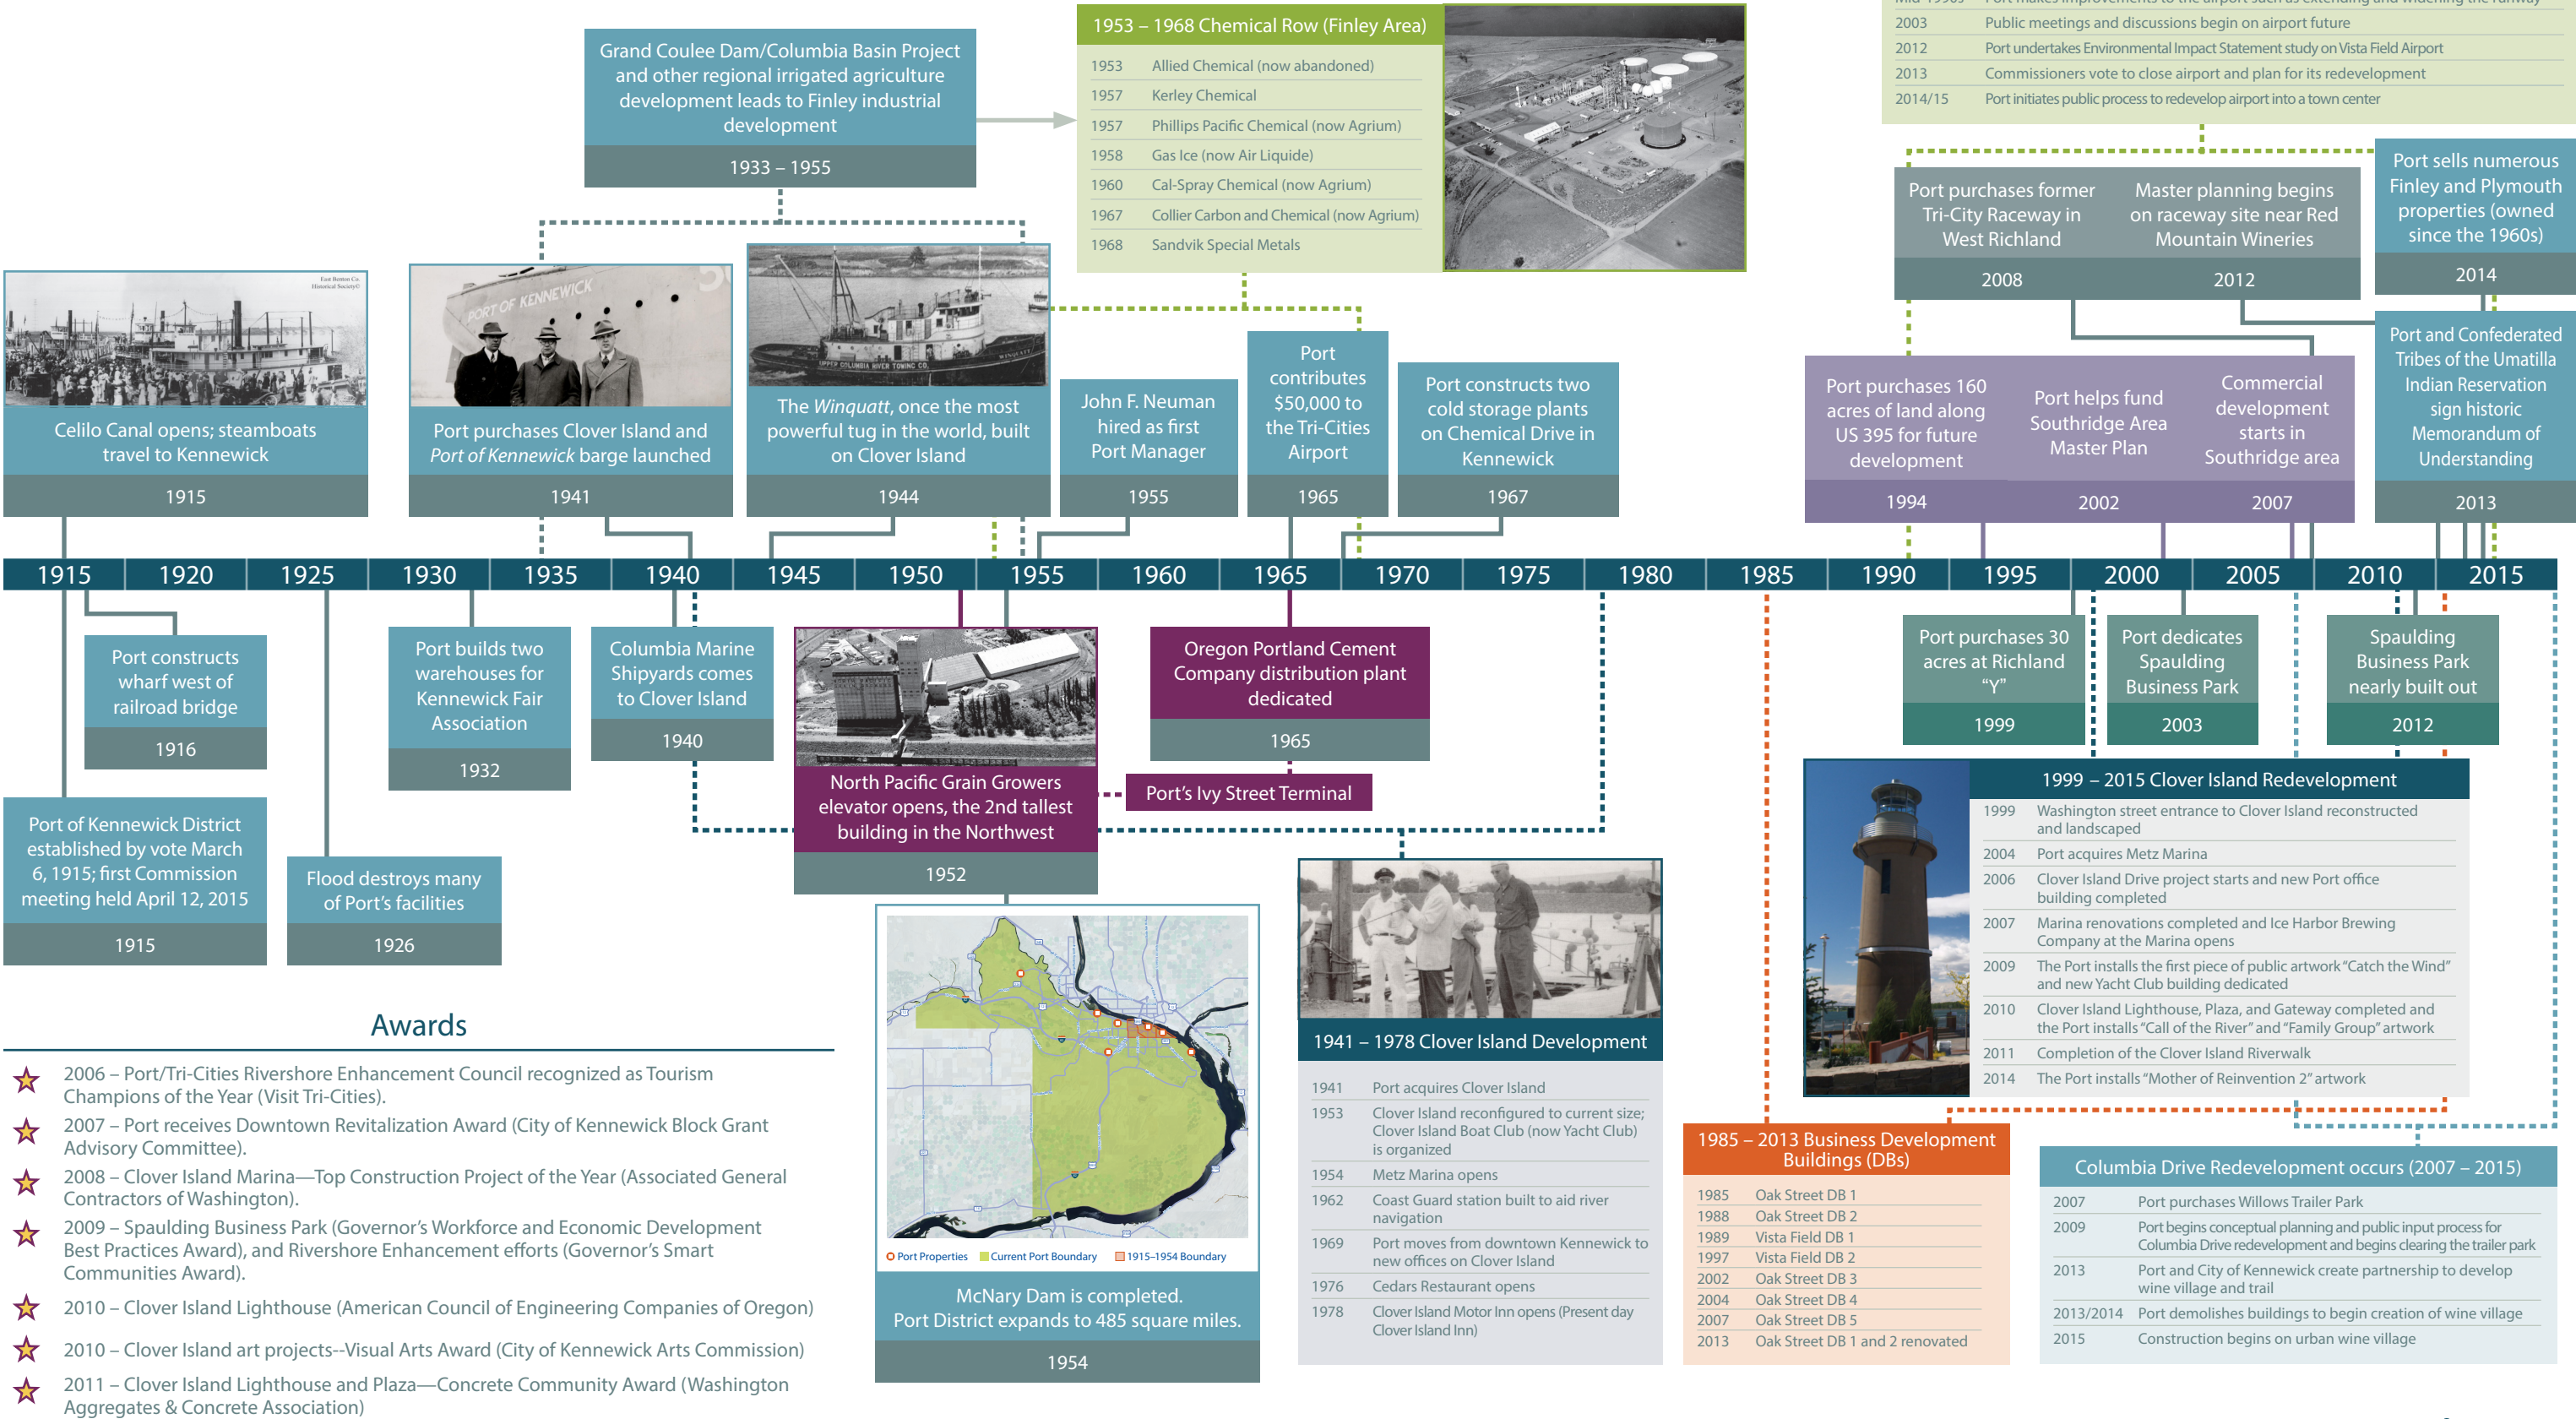 Mid-1990s Port makes improvements to the airport such as extending and widening the runway
2003 Public meetings and discussions begin on airport future
2012 Port undertakes Environmental Impact Statement study on Vista Field Airport
2013 Commissioners vote to close airport and plan for its redevelopment
2014/15 Port initiates public process to redevelop airport into a town center
Grand Coulee Dam/Columbia Basin Project
and other regional irrigated agriculture
development leads to Finley industrial
development
1933 – 1955
1953 – 1968 Chemical Row (Finley Area)
1953 Allied Chemical (now abandoned)
1957 Kerley Chemical
1957 Phillips Pacific Chemical (now Agrium)
1958 Gas Ice (now Air Liquide)
1960 Cal-Spray Chemical (now Agrium)
1967 Collier Carbon and Chemical (now Agrium)
1968 Sandvik Special Metals
Port purchases former
Tri-City Raceway in
West Richland
2008
Master planning begins
on raceway site near Red
Mountain Wineries
2012
Port sells numerous
Finley and Plymouth
properties (owned
since the 1960s)
2014
East Benton Co.
Historical Society©
Celilo Canal opens; steamboats
travel to Kennewick
1915
PORT OF KENNEWICK
50
Port purchases Clover Island and
Port of Kennewick barge launched
1941
WINQUATT
UPPER COLUMBIA RIVER TOWING CO.
The Winquatt, once the most
powerful tug in the world, built
on Clover Island
1944
John F. Neuman
hired as first
Port Manager
1955
Port
contributes
$50,000 to
the Tri-Cities
Airport
1965
Port constructs two
cold storage plants
on Chemical Drive in
Kennewick
1967
Port purchases 160
acres of land along
US 395 for future
development
1994
Port helps fund
Southridge Area
Master Plan
2002
Commercial
development
starts in
Southridge area
2007
Port and Confederated
Tribes of the Umatilla
Indian Reservation
sign historic
Memorandum of
Understanding
2013
1915 1920 1925 1930 1935 1940 1945 1950 1955 1960 1965 1970 1975 1980 1985 1990 1995 2000 2005 2010 2015
Port constructs
wharf west of
railroad bridge
1916
Port of Kennewick District
established by vote March
6, 1915; first Commission
meeting held April 12, 2015
1915
Flood destroys many
of Port's facilities
1926
Port builds two
warehouses for
Kennewick Fair
Association
1932
Columbia Marine
Shipyards comes
to Clover Island
1940
North Pacific Grain Growers
elevator opens, the 2nd tallest
building in the Northwest
1952
Oregon Portland Cement
Company distribution plant
dedicated
1965
Port's Ivy Street Terminal
Port purchases 30
acres at Richland
“Y”
1999
Port dedicates
Spaulding
Business Park
2003
Spaulding
Business Park
nearly built out
2012
1999 – 2015 Clover Island Redevelopment
1999 Washington street entrance to Clover Island reconstructed
and landscaped
2004 Port acquires Metz Marina
2006 Clover Island Drive project starts and new Port office
building completed
2007 Marina renovations completed and Ice Harbor Brewing
Company at the Marina opens
2009 The Port installs the first piece of public artwork “Catch the Wind”
and new Yacht Club building dedicated
2010 Clover Island Lighthouse, Plaza, and Gateway completed and
the Port installs “Call of the River” and “Family Group” artwork
2011 Completion of the Clover Island Riverwalk
2014 The Port installs “Mother of Reinvention 2” artwork
Awards
2006 – Port/Tri-Cities Rivershore Enhancement Council recognized as Tourism
Champions of the Year (Visit Tri-Cities).
2007 – Port receives Downtown Revitalization Award (City of Kennewick Block Grant
Advisory Committee).
2008 – Clover Island Marina—Top Construction Project of the Year (Associated General
Contractors of Washington).
2009 – Spaulding Business Park (Governor's Workforce and Economic Development
Best Practices Award), and Rivershore Enhancement efforts (Governor's Smart
Communities Award).
2010 – Clover Island Lighthouse (American Council of Engineering Companies of Oregon)
2010 – Clover Island art projects--Visual Arts Award (City of Kennewick Arts Commission)
2011 – Clover Island Lighthouse and Plaza—Concrete Community Award (Washington
Aggregates & Concrete Association)
Port Properties Current Port Boundary 1915–1954 Boundary
McNary Dam is completed.
Port District expands to 485 square miles.
1954
1941 – 1978 Clover Island Development
1941 Port acquires Clover Island
1953 Clover Island reconfigured to current size;
Clover Island Boat Club (now Yacht Club)
is organized
1954 Metz Marina opens
1962 Coast Guard station built to aid river
navigation
1969 Port moves from downtown Kennewick to
new offices on Clover Island
1976 Cedars Restaurant opens
1978 Clover Island Motor Inn opens (Present day
Clover Island Inn)
1985 – 2013 Business Development
Buildings (DBs)
1985 Oak Street DB 1
1988 Oak Street DB 2
1989 Vista Field DB 1
1997 Vista Field DB 2
2002 Oak Street DB 3
2004 Oak Street DB 4
2007 Oak Street DB 5
2013 Oak Street DB 1 and 2 renovated
Columbia Drive Redevelopment occurs (2007 – 2015)
2007 Port purchases Willows Trailer Park
2009 Port begins conceptual planning and public input process for
Columbia Drive redevelopment and begins clearing the trailer park
2013 Port and City of Kennewick create partnership to develop
wine village and trail
2013/2014 Port demolishes buildings to begin creation of wine village
2015 Construction begins on urban wine village